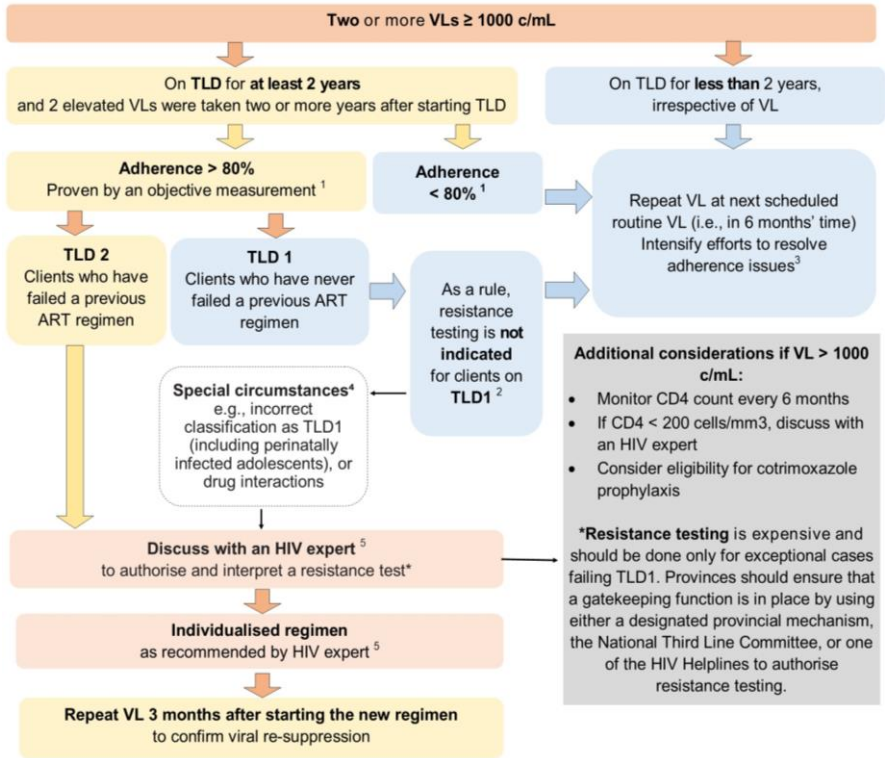 Two or more VLs ≥ 1000 c/mL
On TLD for at least 2 years
and 2 elevated VLs were taken two or more years after starting TLD
On TLD for less than 2 years,
irrespective of VL
Adherence > 80%
Proven by an objective measurement ¹
Adherence
< 80% ¹
Repeat VL at next scheduled
routine VL (i.e., in 6 months' time)
Intensify efforts to resolve
adherence issues³
TLD 2
Clients who have
failed a previous
ART regimen
TLD 1
Clients who have never
failed a previous ART
regimen
As a rule,
resistance
testing is not
indicated
for clients on
TLD1 ²
Special circumstances⁴
e.g., incorrect
classification as TLD1
(including perinatally
infected adolescents), or
drug interactions
Additional considerations if VL > 1000
c/mL:
• Monitor CD4 count every 6 months
• If CD4 < 200 cells/mm3, discuss with
an HIV expert
• Consider eligibility for cotrimoxazole
prophylaxis
*Resistance testing is expensive and
should be done only for exceptional cases
failing TLD1. Provinces should ensure that
a gatekeeping function is in place by using
either a designated provincial mechanism,
the National Third Line Committee, or one
of the HIV Helplines to authorise
resistance testing.
Discuss with an HIV expert ⁵
to authorise and interpret a resistance test*
Individualised regimen
as recommended by HIV expert ⁵
Repeat VL 3 months after starting the new regimen
to confirm viral re-suppression